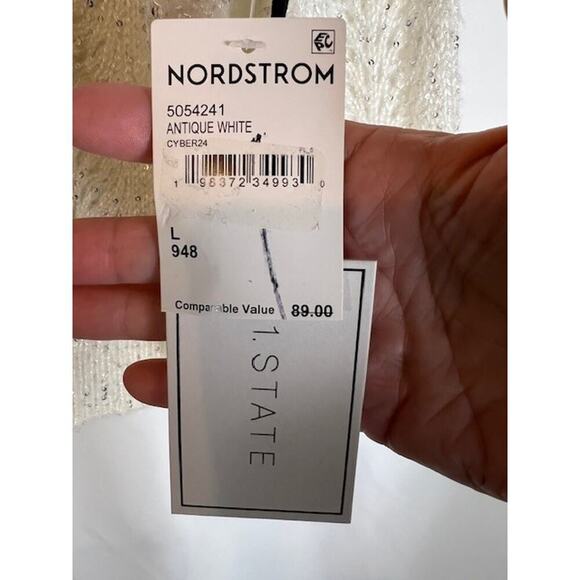 NORDSTROM
5054241
ANTIQUE WHITE
CYBER24
1 98372 34993 0
L
948
Comparable Value 89.00
1.STATE